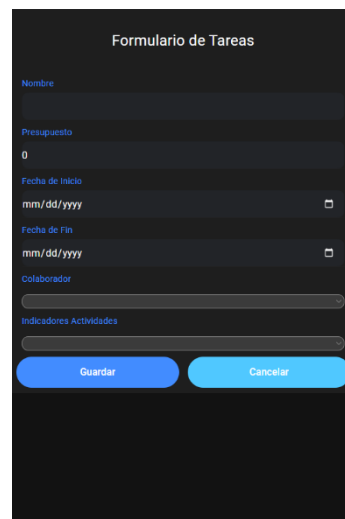 Formulario de Tareas
Nombre
Presupuesto
0
Fecha de Inicio
mm/dd/yyyy
Fecha de Fin
mm/dd/yyyy
Colaborador
Indicadores Actividades
Guardar Cancelar